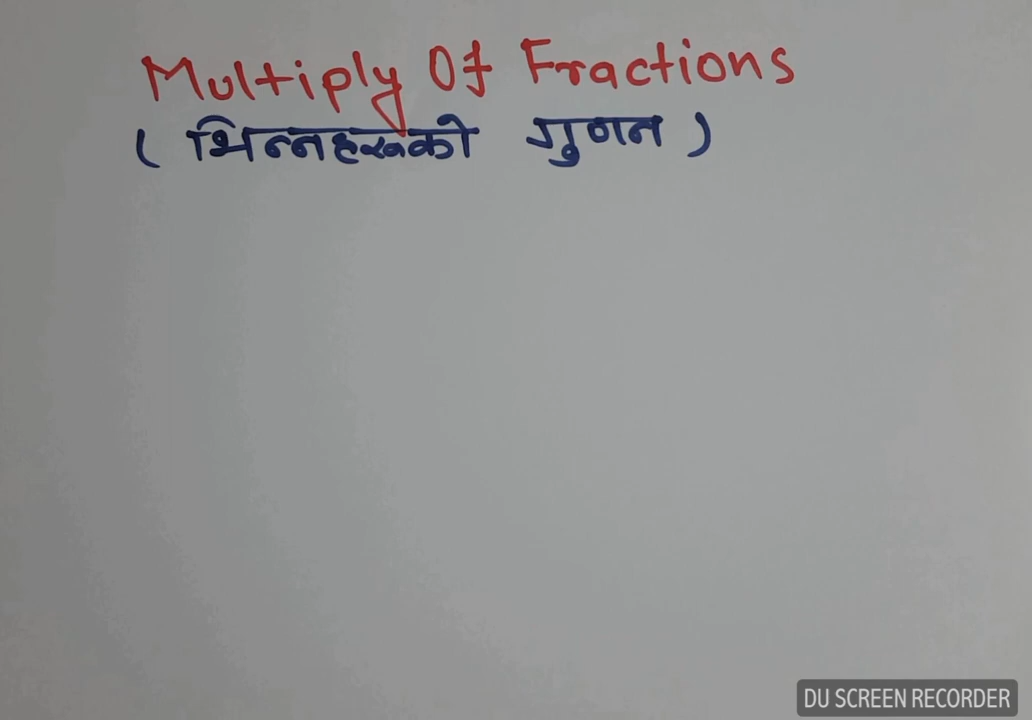 Multiply Of Fractions
( भिन्नहरूको गुणन )
DU SCREEN RECORDER